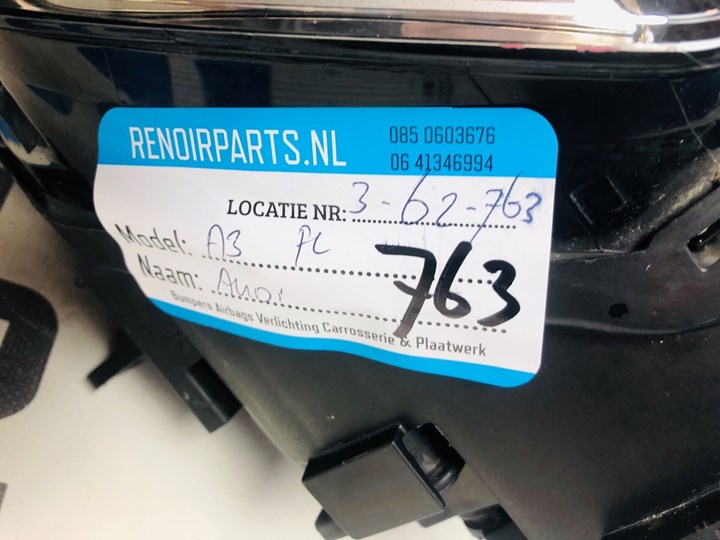 RENOIRPARTS.NL
085 0603676
06 41346994
LOCATIE NR: 3-62-763
Model: A3 FL
Naam: AUDI
763
Bumpers Airbags Verlichting Carrosserie & Plaatwerk